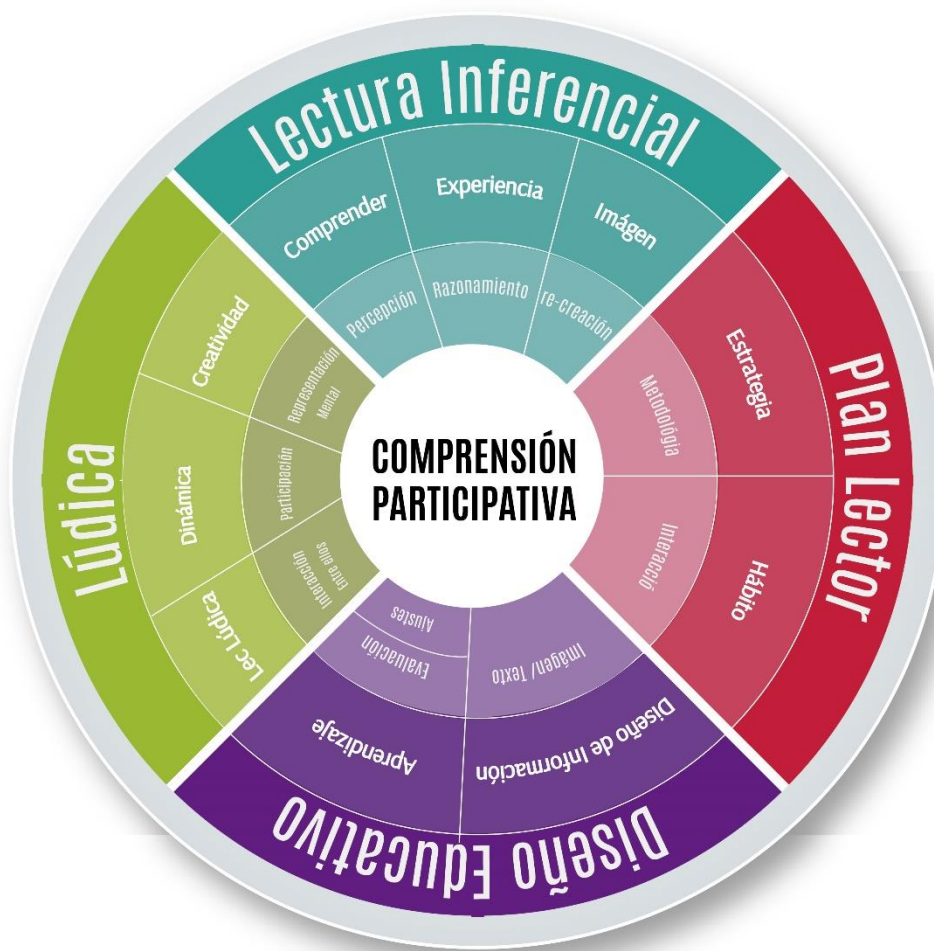 Lectura Inferencial
Comprender
Experiencia
Imágen
Percepción
Razonamiento
re-creación
Plan Lector
Estrategia
Hábito
Metodológia
Interacció
Diseño Educativo
Diseño de Información
Aprendizaje
Imágen/ Texto
Evaluación
Ajustes
Lúdica
Creatividad
Dinámica
Lec Lúdica
Representación
Mental
Participación
Interacción
Entre ellos
COMPRENSIÓN
PARTICIPATIVA